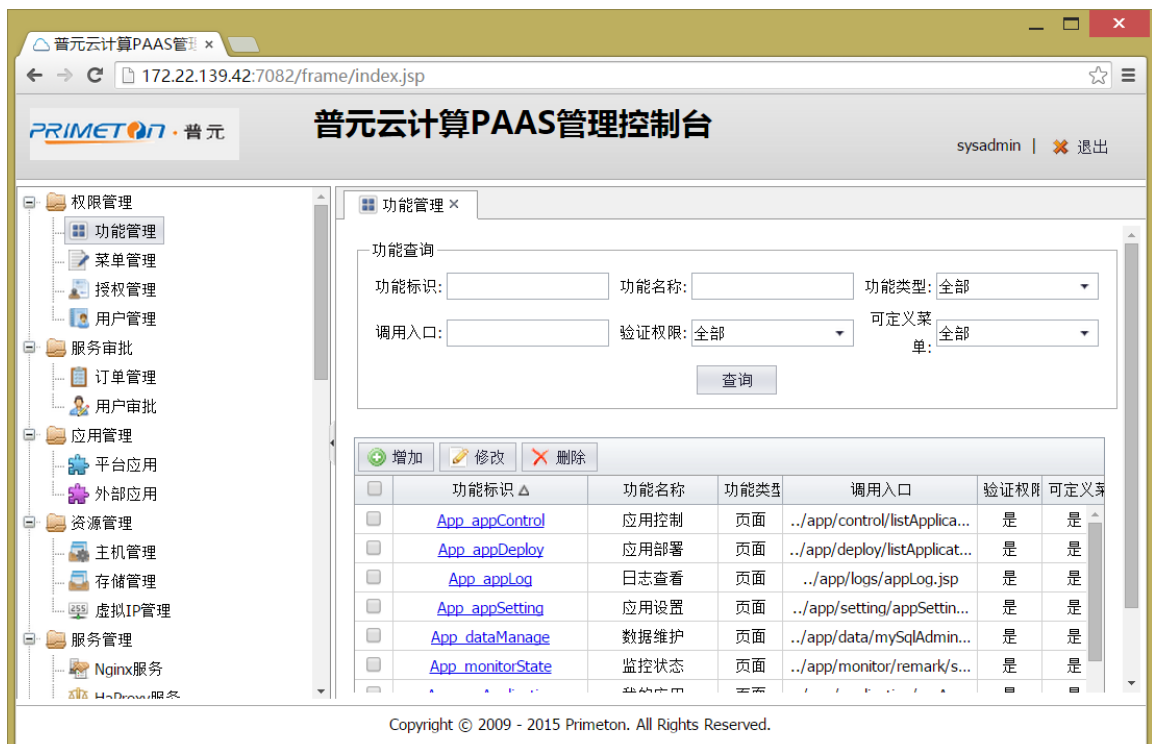 普元云计算PAAS管理 ×
172.22.139.42:7082/frame/index.jsp
PRIMETON · 普元
普元云计算PAAS管理控制台
sysadmin | 退出
权限管理
功能管理
菜单管理
授权管理
用户管理
服务审批
订单管理
用户审批
应用管理
平台应用
外部应用
资源管理
主机管理
存储管理
虚拟IP管理
服务管理
Nginx服务
HaProxy服务
功能管理 ×
功能查询
功能标识: 功能名称: 功能类型: 全部
调用入口: 验证权限: 全部 可定义菜单: 全部
查询
增加 修改 删除
功能标识 功能名称 功能类型 调用入口 验证权限 可定义菜
App_appControl 应用控制 页面 ../app/control/listApplica... 是 是
App_appDeploy 应用部署 页面 ../app/deploy/listApplicat... 是 是
App_appLog 日志查看 页面 ../app/logs/appLog.jsp 是 是
App_appSetting 应用设置 页面 ../app/setting/appSettin... 是 是
App_dataManage 数据维护 页面 ../app/data/mySqlAdmin... 是 是
App_monitorState 监控状态 页面 ../app/monitor/remark/s... 是 是
Copyright © 2009 - 2015 Primeton. All Rights Reserved.